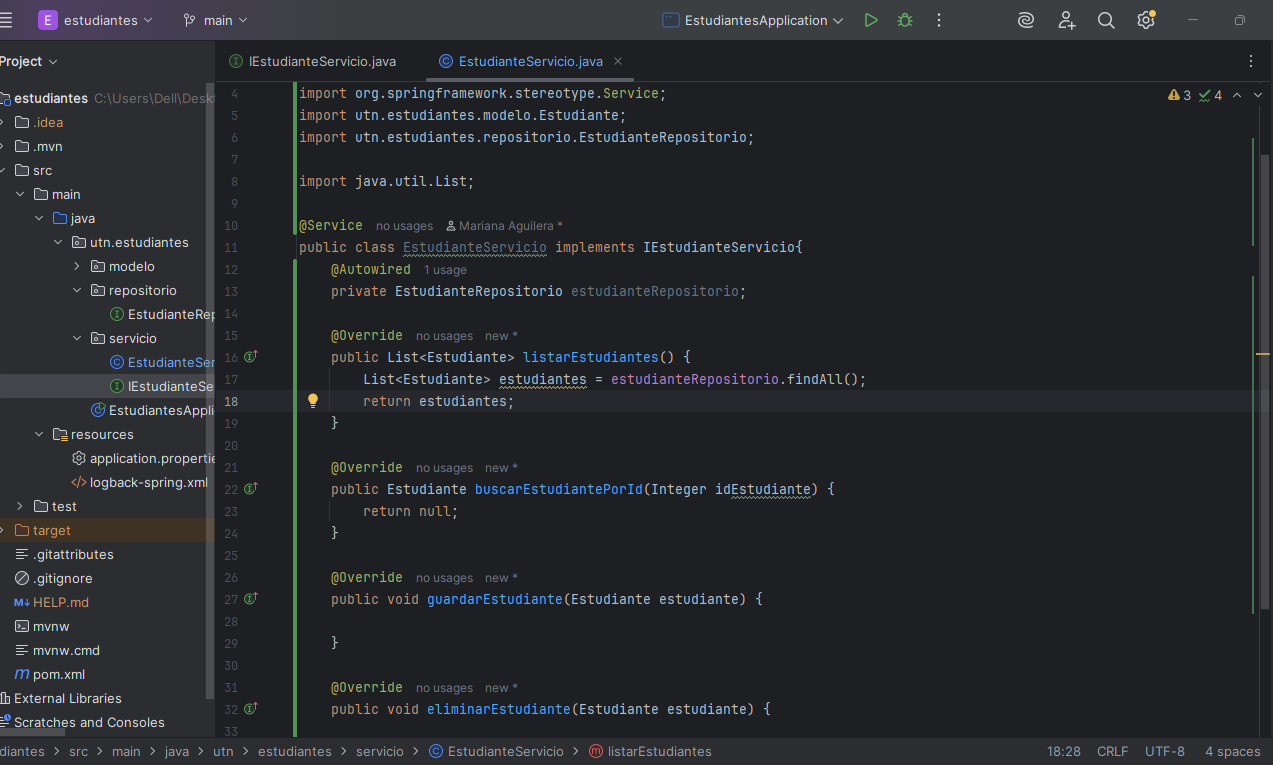 E estudiantes main EstudiantesApplication
Project
IEstudianteServicio.java EstudianteServicio.java
estudiantes C:\Users\Dell\Desk
.idea
.mvn
src
main
java
utn.estudiantes
modelo
repositorio
EstudianteRep
servicio
EstudianteSer
IEstudianteSe
EstudiantesAppli
resources
application.propertie
logback-spring.xml
test
target
.gitattributes
.gitignore
HELP.md
mvnw
mvnw.cmd
pom.xml
External Libraries
Scratches and Consoles
3 4
4 import org.springframework.stereotype.Service;
5 import utn.estudiantes.modelo.Estudiante;
6 import utn.estudiantes.repositorio.EstudianteRepositorio;
7
8 import java.util.List;
9
10 @Service no usages Mariana Aguilera *
11 public class EstudianteServicio implements IEstudianteServicio{
12 @Autowired 1 usage
13 private EstudianteRepositorio estudianteRepositorio;
14
15 @Override no usages new *
16 public List<Estudiante> listarEstudiantes() {
17 List<Estudiante> estudiantes = estudianteRepositorio.findAll();
18 return estudiantes;
19 }
20
21 @Override no usages new *
22 public Estudiante buscarEstudiantePorId(Integer idEstudiante) {
23 return null;
24 }
25
26 @Override no usages new *
27 public void guardarEstudiante(Estudiante estudiante) {
28
29 }
30
31 @Override no usages new *
32 public void eliminarEstudiante(Estudiante estudiante) {
33
diantes > src > main > java > utn > estudiantes > servicio > EstudianteServicio > listarEstudiantes 18:28 CRLF UTF-8 4 spaces